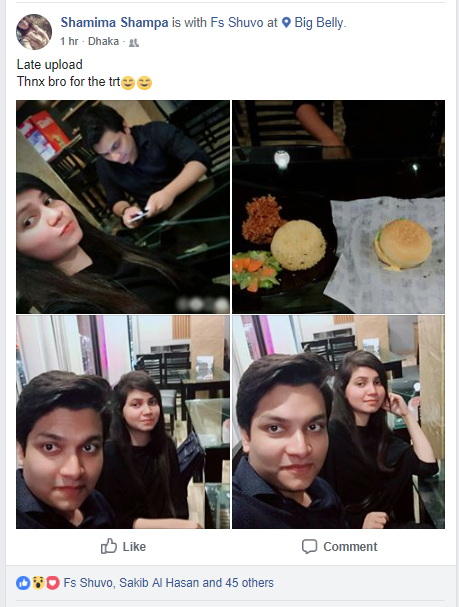 Shamima Shampa is with Fs Shuvo at Big Belly.
1 hr · Dhaka ·
Late upload
Thnx bro for the trt😄😄
Like Comment
Fs Shuvo, Sakib Al Hasan and 45 others